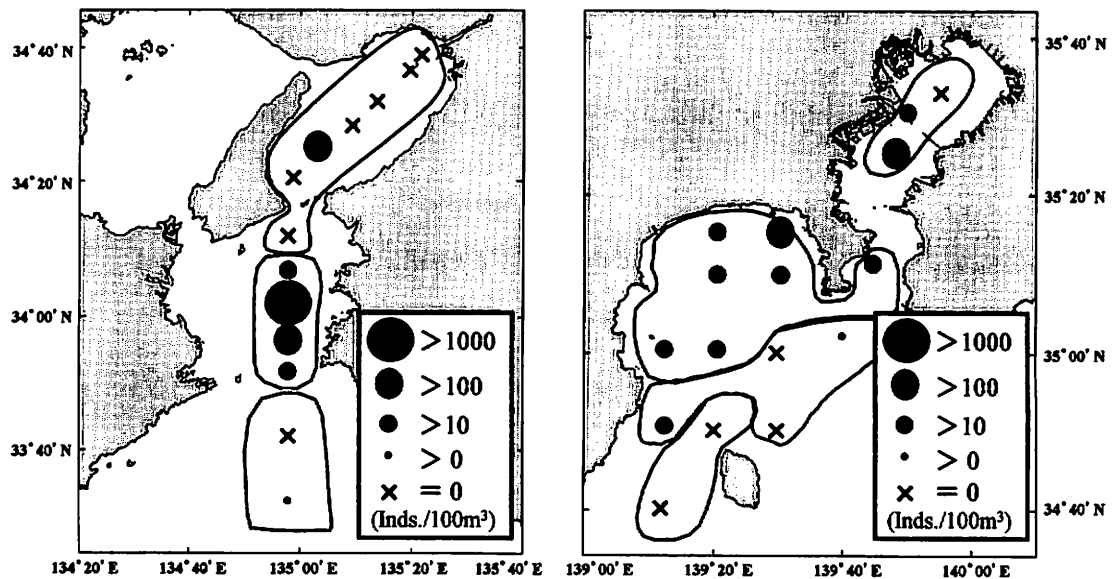 34°40' N
34°20' N
34°00' N
33°40' N
134°20' E
134°40' E
135°00' E
135°20' E
135°40' E
>1000
>100
>10
>0
=0
(Inds./100m³)
35°40' N
35°20' N
35°00' N
34°40' N
139°00' E
139°20' E
139°40' E
140°00' E
>1000
>100
>10
>0
=0
(Inds./100m³)